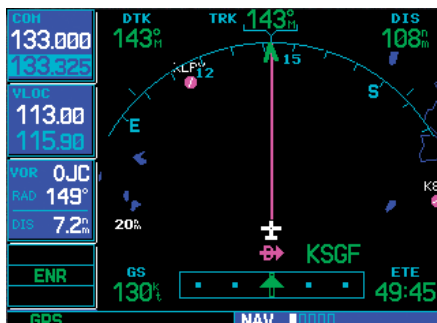 COM
133.000
133.325
VLOC
113.00
115.90
VOR OJC
RAD 149°
DIS 7.2nm
ENR
GPS
DTK
143°M
TRK 143°M
DIS
108nm
12
15
E
S
20nm
KSGF
GS
130kt
ETE
49:45
NAV